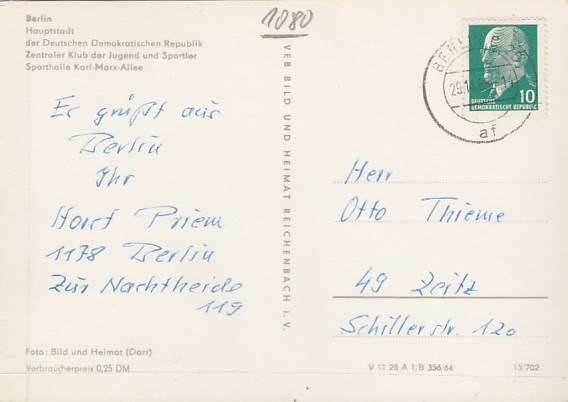 Berlin
Hauptstadt
der Deutschen Demokratischen Republik
Zentraler Klub der Jugend und Sportler
Sporthalle Karl-Marx-Allee
1080
Es grüßt aus
Berlin
Ihr
Horst Priem
1178 Berlin
Zur Nachtheide
119
Foto: Bild und Heimat (Darr)
Verbraucherpreis 0,25 DM
VEB BILD UND HEIMAT REICHENBACH i. V.
DEUTSCHE
DEMOKRATISCHE REPUBLIK
10
af
Herr
Otto Thieme
49 Zeitz
Schillerstr. 12a
V 11 28 A 1/B 356/64
15/702